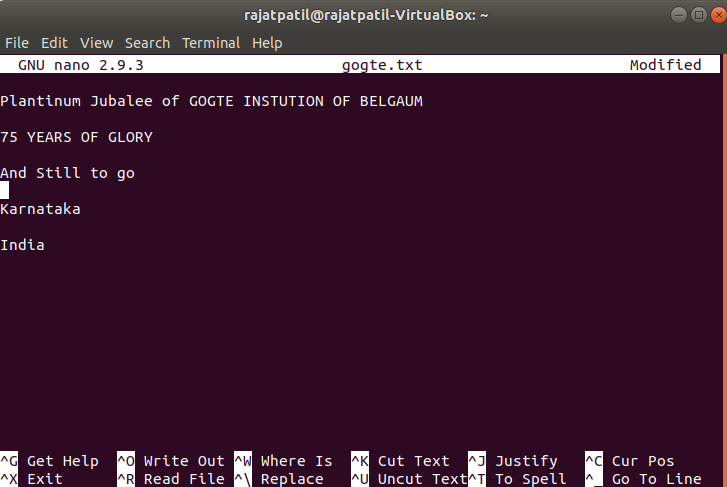 rajatpatil@rajatpatil-VirtualBox: ~
File Edit View Search Terminal Help
GNU nano 2.9.3 gogte.txt Modified
Plantinum Jubalee of GOGTE INSTUTION OF BELGAUM
75 YEARS OF GLORY
And Still to go
Karnataka
India
^G Get Help ^O Write Out ^W Where Is ^K Cut Text ^J Justify ^C Cur Pos
^X Exit ^R Read File ^\ Replace ^U Uncut Text ^T To Spell ^_ Go To Line